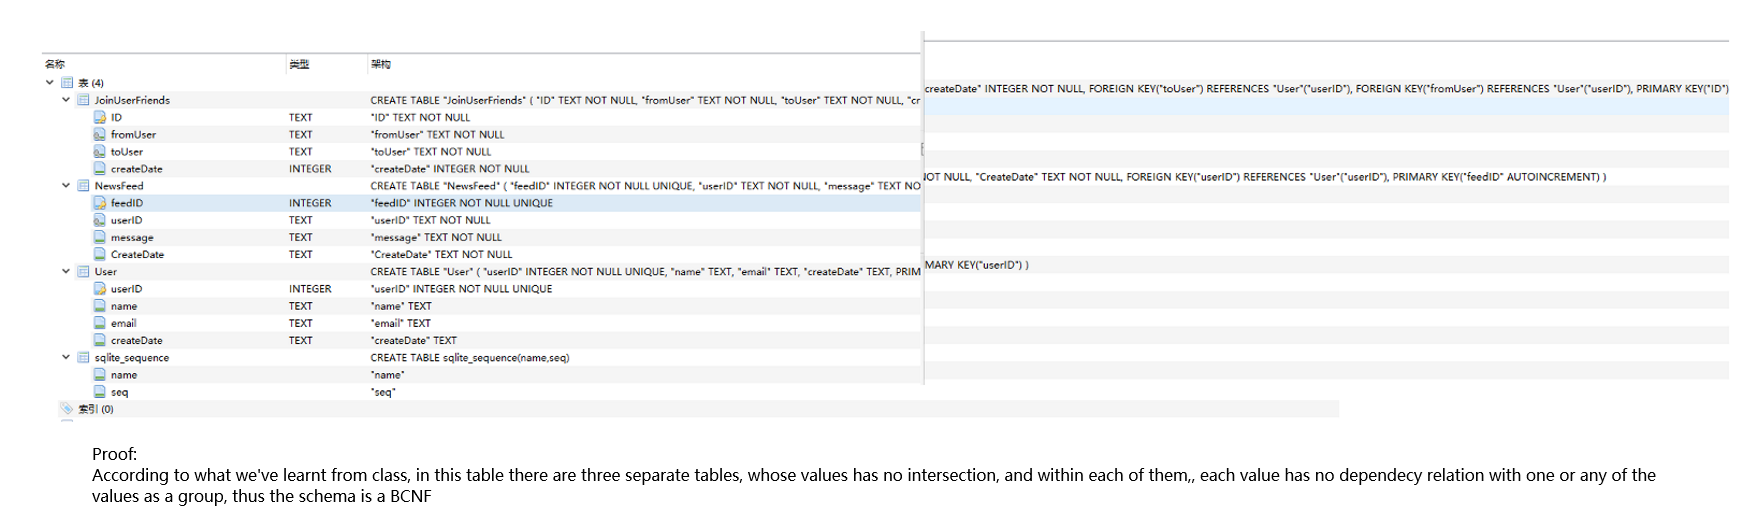 名称 类型 架构
表 (4)
JoinUserFriends CREATE TABLE "JoinUserFriends" ( "ID" TEXT NOT NULL, "fromUser" TEXT NOT NULL, "toUser" TEXT NOT NULL, "cr createDate" INTEGER NOT NULL, FOREIGN KEY("toUser") REFERENCES "User"("userID"), FOREIGN KEY("fromUser") REFERENCES "User"("userID"), PRIMARY KEY("ID")
ID TEXT "ID" TEXT NOT NULL
fromUser TEXT "fromUser" TEXT NOT NULL
toUser TEXT "toUser" TEXT NOT NULL
createDate INTEGER "createDate" INTEGER NOT NULL
NewsFeed CREATE TABLE "NewsFeed" ( "feedID" INTEGER NOT NULL UNIQUE, "userID" TEXT NOT NULL, "message" TEXT NO IOT NULL, "CreateDate" TEXT NOT NULL, FOREIGN KEY("userID") REFERENCES "User"("userID"), PRIMARY KEY("feedID" AUTOINCREMENT) )
feedID INTEGER "feedID" INTEGER NOT NULL UNIQUE
userID TEXT "userID" TEXT NOT NULL
message TEXT "message" TEXT NOT NULL
CreateDate TEXT "CreateDate" TEXT NOT NULL
User CREATE TABLE "User" ( "userID" INTEGER NOT NULL UNIQUE, "name" TEXT, "email" TEXT, "createDate" TEXT, PRIM MARY KEY("userID") )
userID INTEGER "userID" INTEGER NOT NULL UNIQUE
name TEXT "name" TEXT
email TEXT "email" TEXT
createDate TEXT "createDate" TEXT
sqlite_sequence CREATE TABLE sqlite_sequence(name,seq)
name "name"
seq "seq"
索引 (0)
Proof:
According to what we've learnt from class, in this table there are three separate tables, whose values has no intersection, and within each of them,, each value has no dependecy relation with one or any of the
values as a group, thus the schema is a BCNF